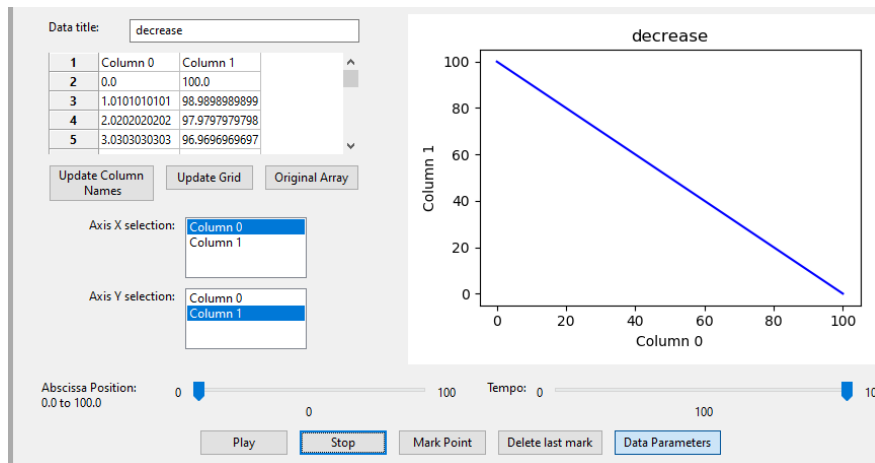 Data title: decrease
1 Column 0 Column 1
2 0.0 100.0
3 1.0101010101 98.9898989899
4 2.0202020202 97.9797979798
5 3.0303030303 96.9696969697
Update Column
Names
Update Grid
Original Array
Axis X selection:
Column 0
Column 1
Axis Y selection:
Column 0
Column 1
decrease
100
80
60
40
20
0
Column 1
0 20 40 60 80 100
Column 0
Abscissa Position: 0 100 Tempo: 0
0.0 to 100.0
0 100
Play Stop Mark Point Delete last mark Data Parameters